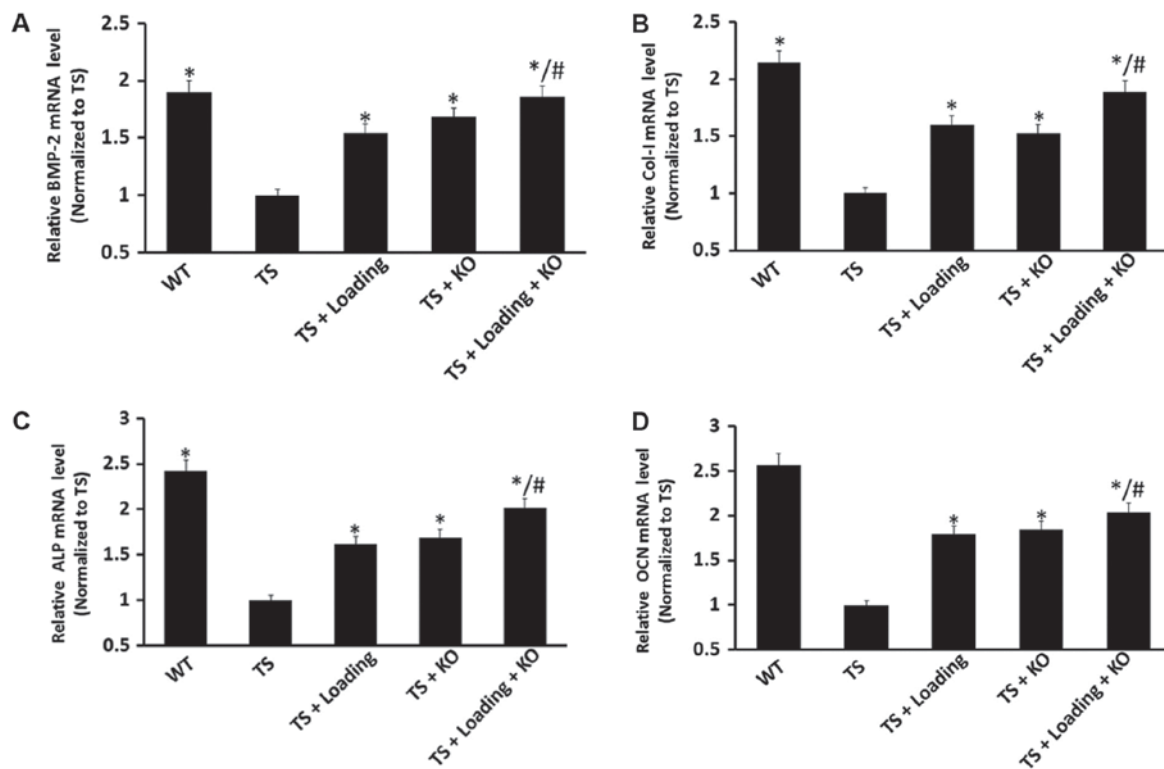 A
Relative BMP-2 mRNA level
(Normalized to TS)
2.5
2
1.5
1
0.5
*
*
*
*/#
WT
TS
TS + Loading
TS + KO
TS + Loading + KO
B
Relative Col-I mRNA level
(Normalized to TS)
2.5
2
1.5
1
0.5
*
*
*
*/#
WT
TS
TS + Loading
TS + KO
TS + Loading + KO
C
Relative ALP mRNA level
(Normalized to TS)
3
2.5
2
1.5
1
0.5
*
*
*
*/#
WT
TS
TS + Loading
TS + KO
TS + Loading + KO
D
Relative OCN mRNA level
(Normalized to TS)
3
2.5
2
1.5
1
0.5
*
*
*/#
WT
TS
TS + Loading
TS + KO
TS + Loading + KO